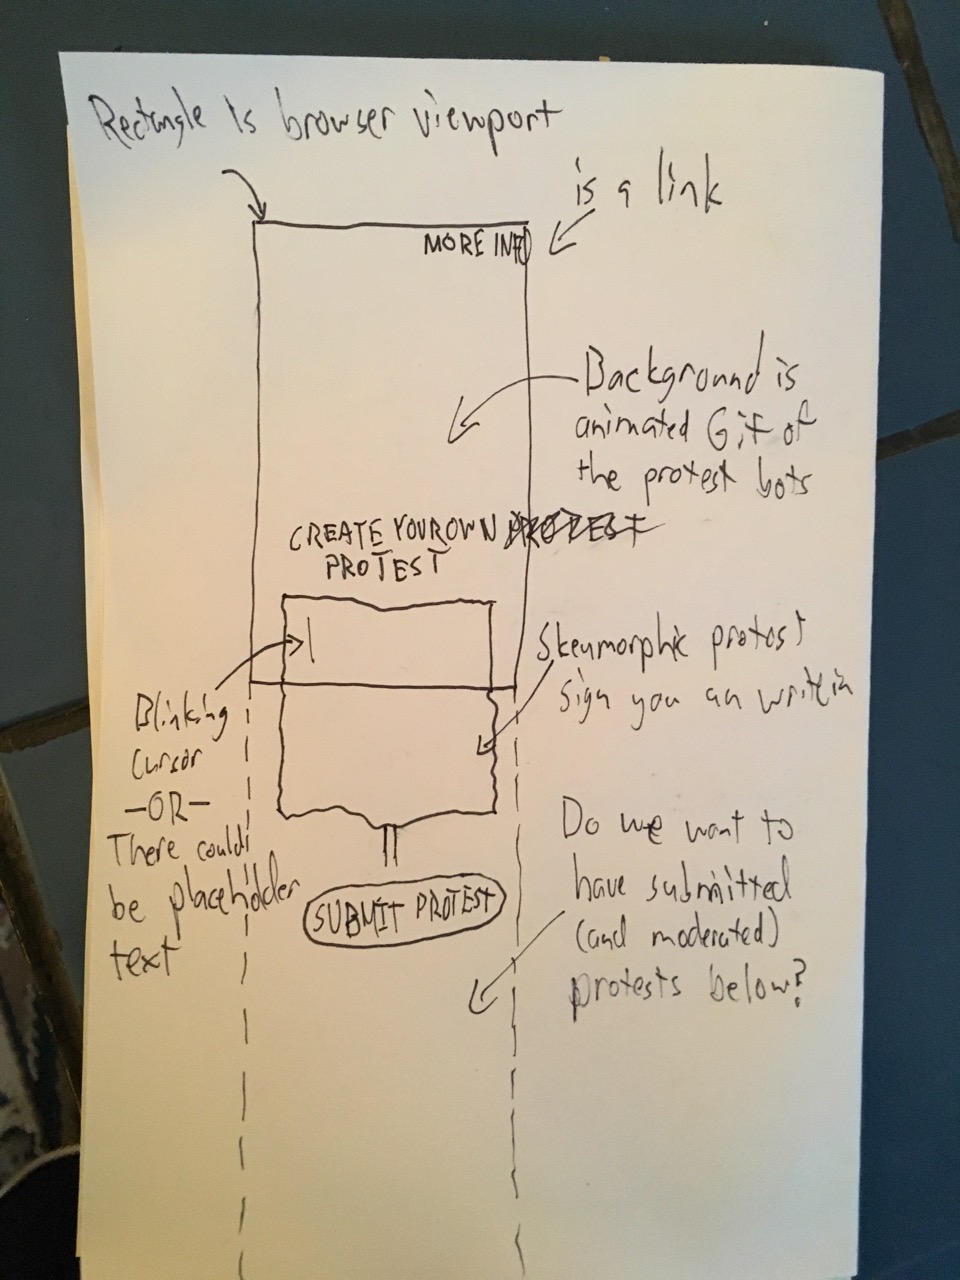 Rectangle Is browser viewport
is a link
MORE INFO
Background is
animated Gif of
the protest bots
CREATE YOUR OWN PROTEST
PROTEST
Skeumorphic protest
sign you can write in
Blinking
cursor
-OR-
There could
be placeholder
text
SUBMIT PROTEST
Do we want to
have submitted
(and moderated)
protests below?